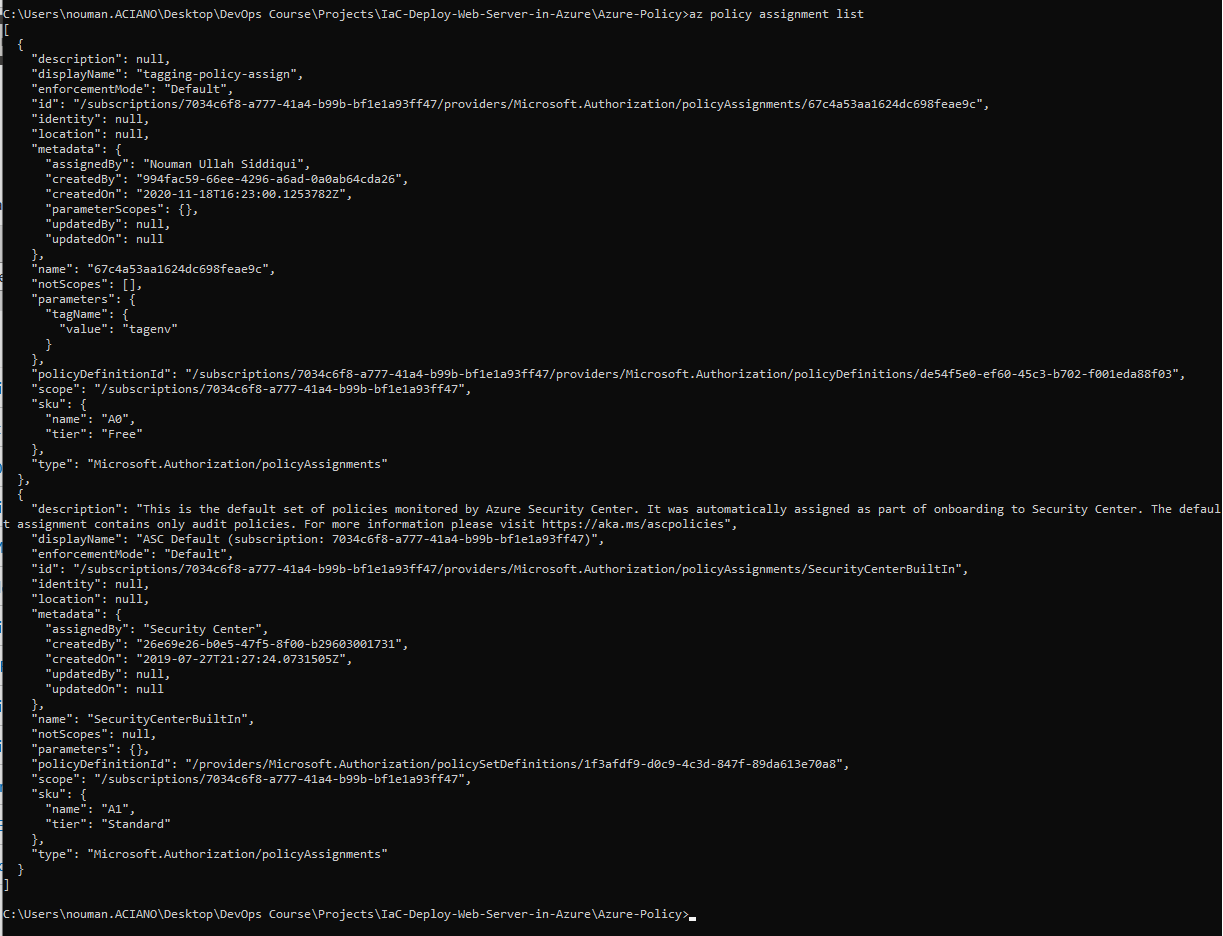 C:\Users\nouman.ACIANO\Desktop\DevOps Course\Projects\IaC-Deploy-Web-Server-in-Azure\Azure-Policy>az policy assignment list
[
  {
    "description": null,
    "displayName": "tagging-policy-assign",
    "enforcementMode": "Default",
    "id": "/subscriptions/7034c6f8-a777-41a4-b99b-bf1e1a93ff47/providers/Microsoft.Authorization/policyAssignments/67c4a53aa1624dc698feae9c",
    "identity": null,
    "location": null,
    "metadata": {
      "assignedBy": "Nouman Ullah Siddiqui",
      "createdBy": "994fac59-66ee-4296-a6ad-0a0ab64cda26",
      "createdOn": "2020-11-18T16:23:00.1253782Z",
      "parameterScopes": {},
      "updatedBy": null,
      "updatedOn": null
    },
    "name": "67c4a53aa1624dc698feae9c",
    "notScopes": [],
    "parameters": {
      "tagName": {
        "value": "tagenv"
      }
    },
    "policyDefinitionId": "/subscriptions/7034c6f8-a777-41a4-b99b-bf1e1a93ff47/providers/Microsoft.Authorization/policyDefinitions/de54f5e0-ef60-45c3-b702-f001eda88f03",
    "scope": "/subscriptions/7034c6f8-a777-41a4-b99b-bf1e1a93ff47",
    "sku": {
      "name": "A0",
      "tier": "Free"
    },
    "type": "Microsoft.Authorization/policyAssignments"
  },
  {
    "description": "This is the default set of policies monitored by Azure Security Center. It was automatically assigned as part of onboarding to Security Center. The defaul
t assignment contains only audit policies. For more information please visit https://aka.ms/ascpolicies",
    "displayName": "ASC Default (subscription: 7034c6f8-a777-41a4-b99b-bf1e1a93ff47)",
    "enforcementMode": "Default",
    "id": "/subscriptions/7034c6f8-a777-41a4-b99b-bf1e1a93ff47/providers/Microsoft.Authorization/policyAssignments/SecurityCenterBuiltIn",
    "identity": null,
    "location": null,
    "metadata": {
      "assignedBy": "Security Center",
      "createdBy": "26e69e26-b0e5-47f5-8f00-b29603001731",
      "createdOn": "2019-07-27T21:27:24.0731505Z",
      "updatedBy": null,
      "updatedOn": null
    },
    "name": "SecurityCenterBuiltIn",
    "notScopes": null,
    "parameters": {},
    "policyDefinitionId": "/providers/Microsoft.Authorization/policySetDefinitions/1f3afdf9-d0c9-4c3d-847f-89da613e70a8",
    "scope": "/subscriptions/7034c6f8-a777-41a4-b99b-bf1e1a93ff47",
    "sku": {
      "name": "A1",
      "tier": "Standard"
    },
    "type": "Microsoft.Authorization/policyAssignments"
  }
]
C:\Users\nouman.ACIANO\Desktop\DevOps Course\Projects\IaC-Deploy-Web-Server-in-Azure\Azure-Policy>